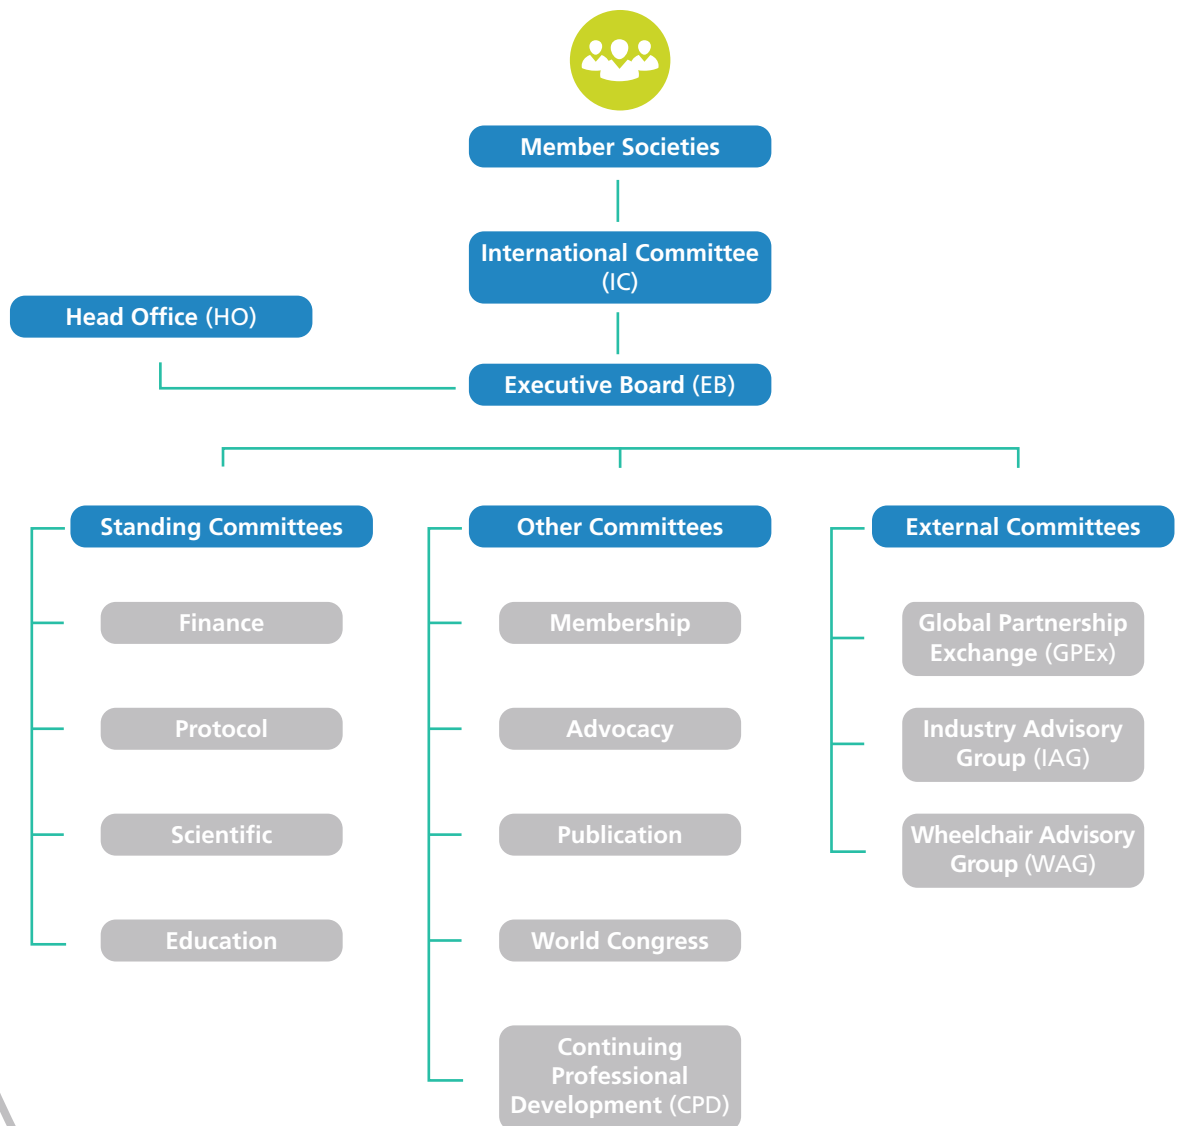 Member Societies
International Committee
(IC)
Head Office (HO)
Executive Board (EB)
Standing Committees
Finance
Protocol
Scientific
Education
Other Committees
Membership
Advocacy
Publication
World Congress
Continuing
Professional
Development (CPD)
External Committees
Global Partnership
Exchange (GPEx)
Industry Advisory
Group (IAG)
Wheelchair Advisory
Group (WAG)